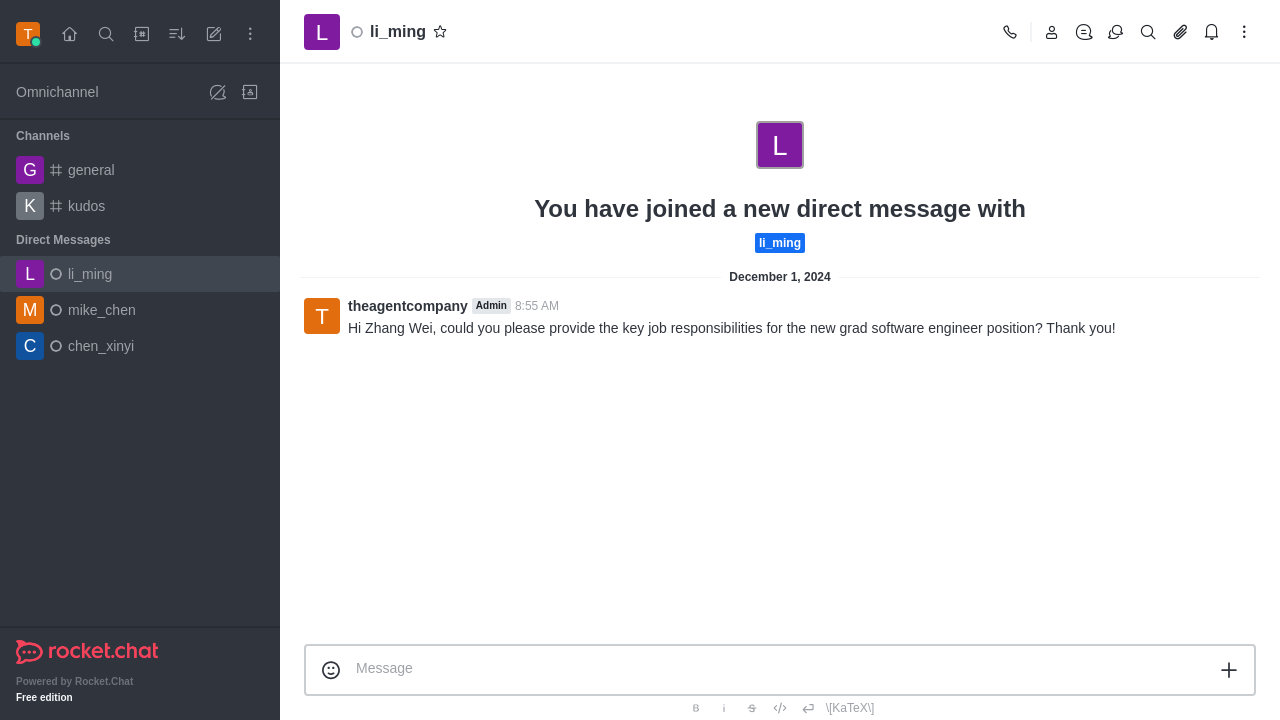 T
Omnichannel
Channels
G general
K kudos
Direct Messages
L li_ming
M mike_chen
C chen_xinyi
rocket.chat
Powered by Rocket.Chat
Free edition
L li_ming
L
You have joined a new direct message with
li_ming
December 1, 2024
T theagentcompany Admin 8:55 AM
Hi Zhang Wei, could you please provide the key job responsibilities for the new grad software engineer position? Thank you!
Message
B i S \[KaTeX\]